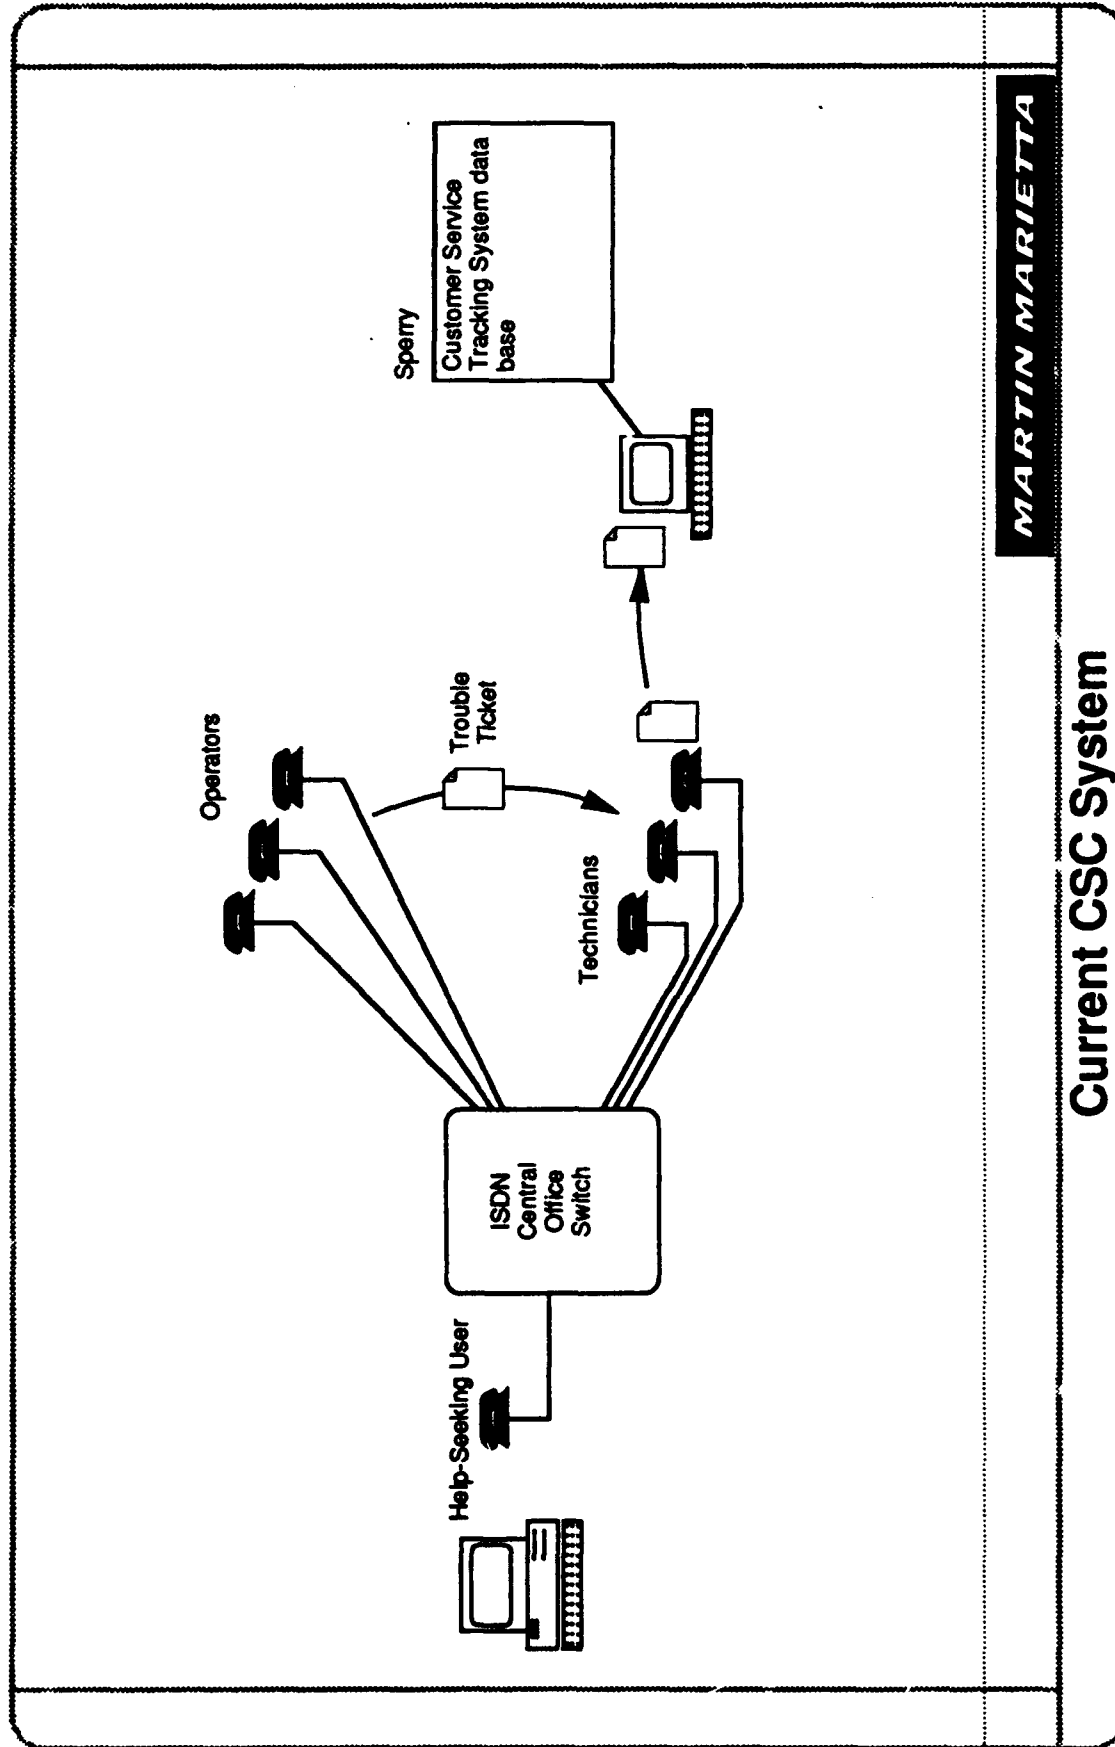 Operators
Sperry
Customer Service
Tracking System data
base
Trouble
Ticket
Help-Seeking User
ISDN
Central
Office
Switch
Technicians
MARTIN MARIETTA
Current CSC System